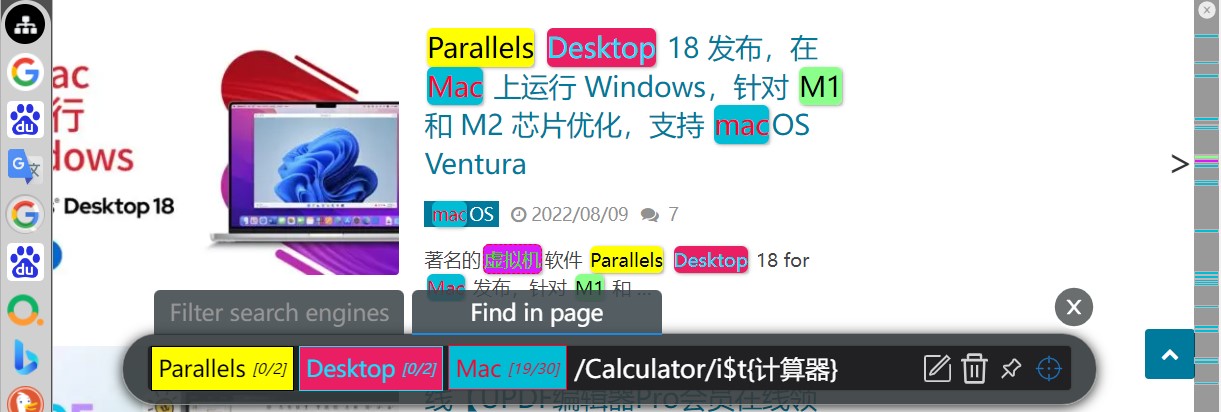 Parallels Desktop 18 发布，在
Mac 上运行 Windows，针对 M1
和 M2 芯片优化，支持 macOS
Ventura
ac
行
dows
Desktop 18
macOS 2022/08/09 7
著名的虚拟机软件 Parallels Desktop 18 for
Mac 发布，针对 M1 和 ...
Filter search engines
Find in page
x
Parallels [0/2] Desktop [0/2] Mac [19/30] /Calculator/i$t{计算器}
线【UPDF编辑器Pro会员在线领